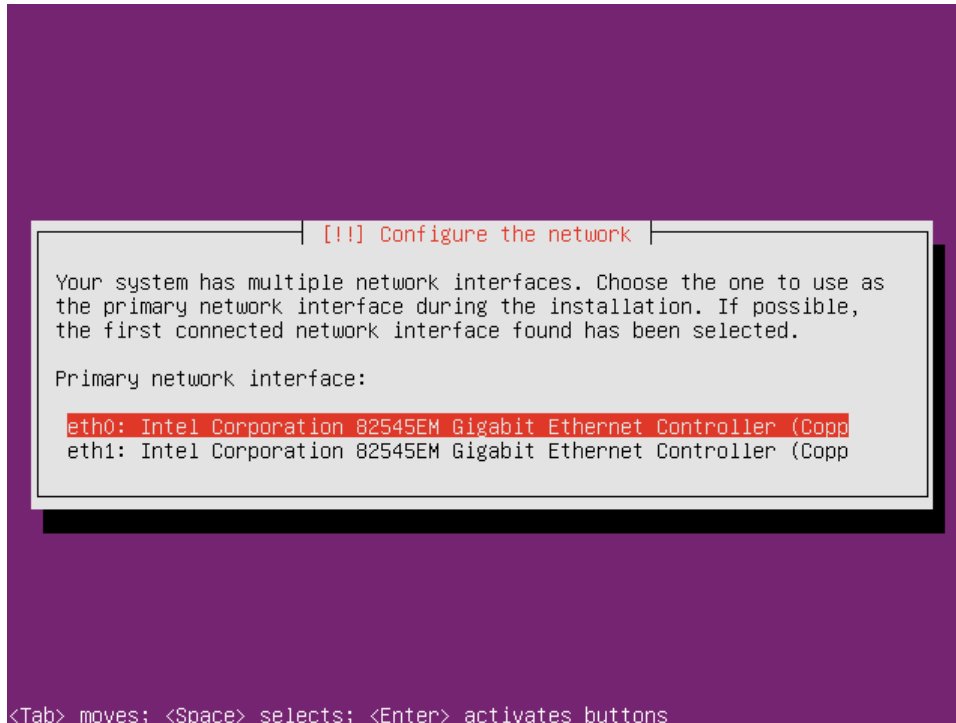 [!!] Configure the network
Your system has multiple network interfaces. Choose the one to use as
the primary network interface during the installation. If possible,
the first connected network interface found has been selected.
Primary network interface:
eth0: Intel Corporation 82545EM Gigabit Ethernet Controller (Copp
eth1: Intel Corporation 82545EM Gigabit Ethernet Controller (Copp
<Tab> moves; <Space> selects; <Enter> activates buttons